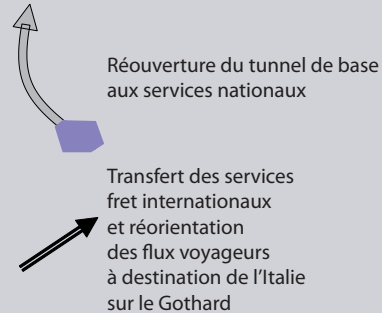 Réouverture du tunnel de base
aux services nationaux
Transfert des services
fret internationaux
et réorientation
des flux voyageurs
à destination de l'Italie
sur le Gothard